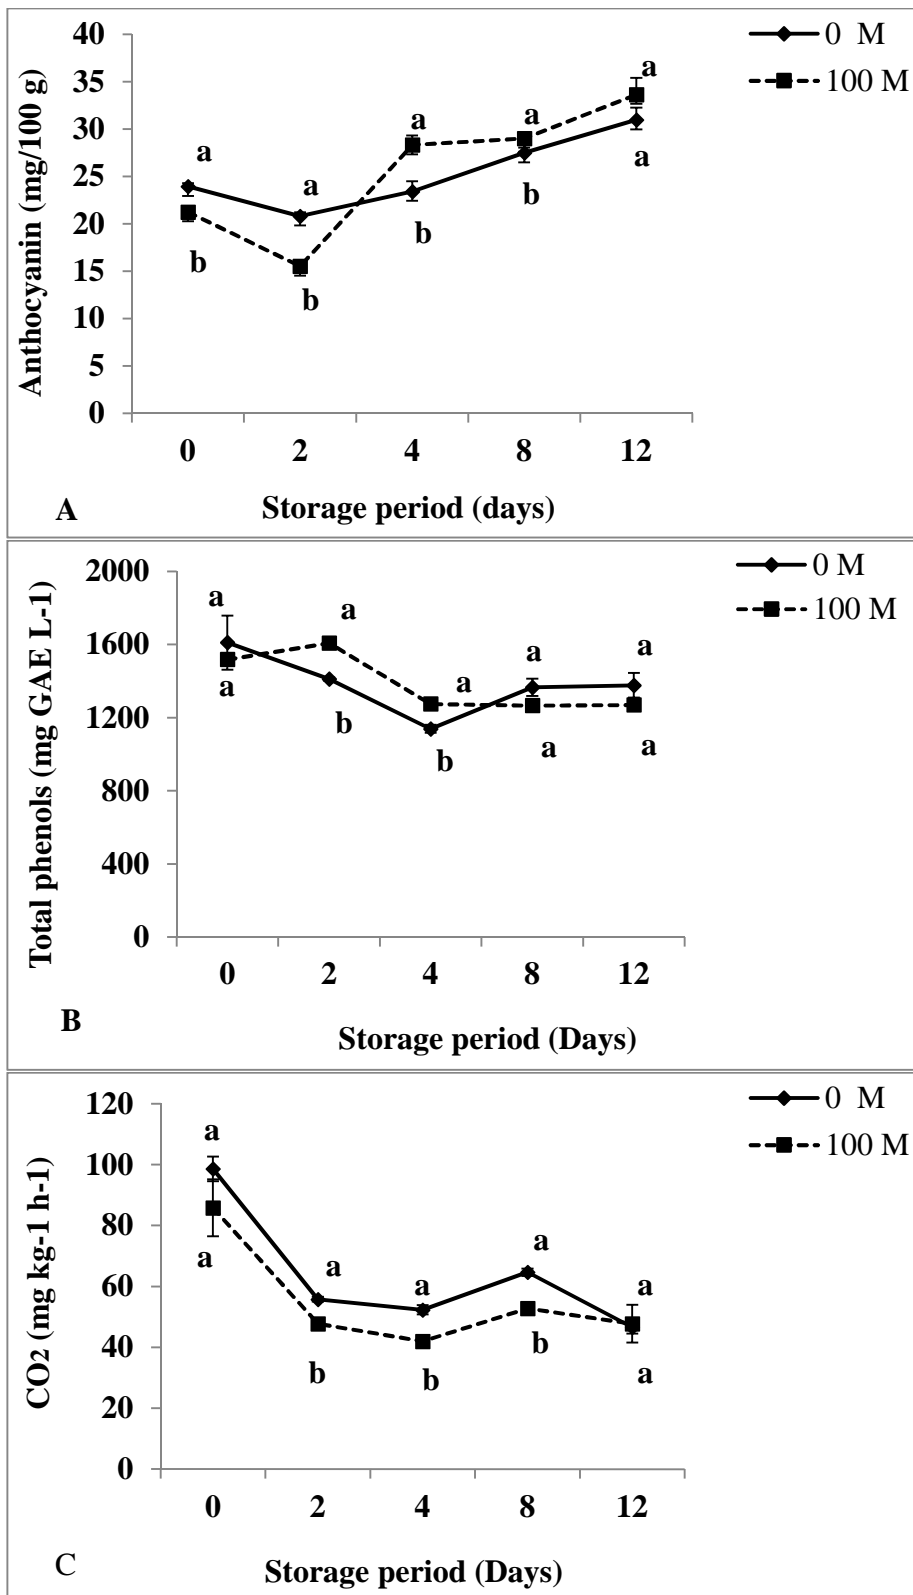 40
35
30
25
20
15
10
5
0
Anthocyanin (mg/100 g)
0 M
100 M
a
a
a
a
a
b
b
b
b
a
0
2
4
8
12
Storage period (days)
A
2000
1600
1200
800
400
0
Total phenols (mg GAE L-1)
0 M
100 M
a
a
a
a
a
a
b
b
a
a
0
2
4
8
12
Storage period (Days)
B
120
100
80
60
40
20
0
CO2 (mg kg-1 h-1)
0 M
100 M
a
a
a
a
a
a
b
b
b
a
0
2
4
8
12
Storage period (Days)
C